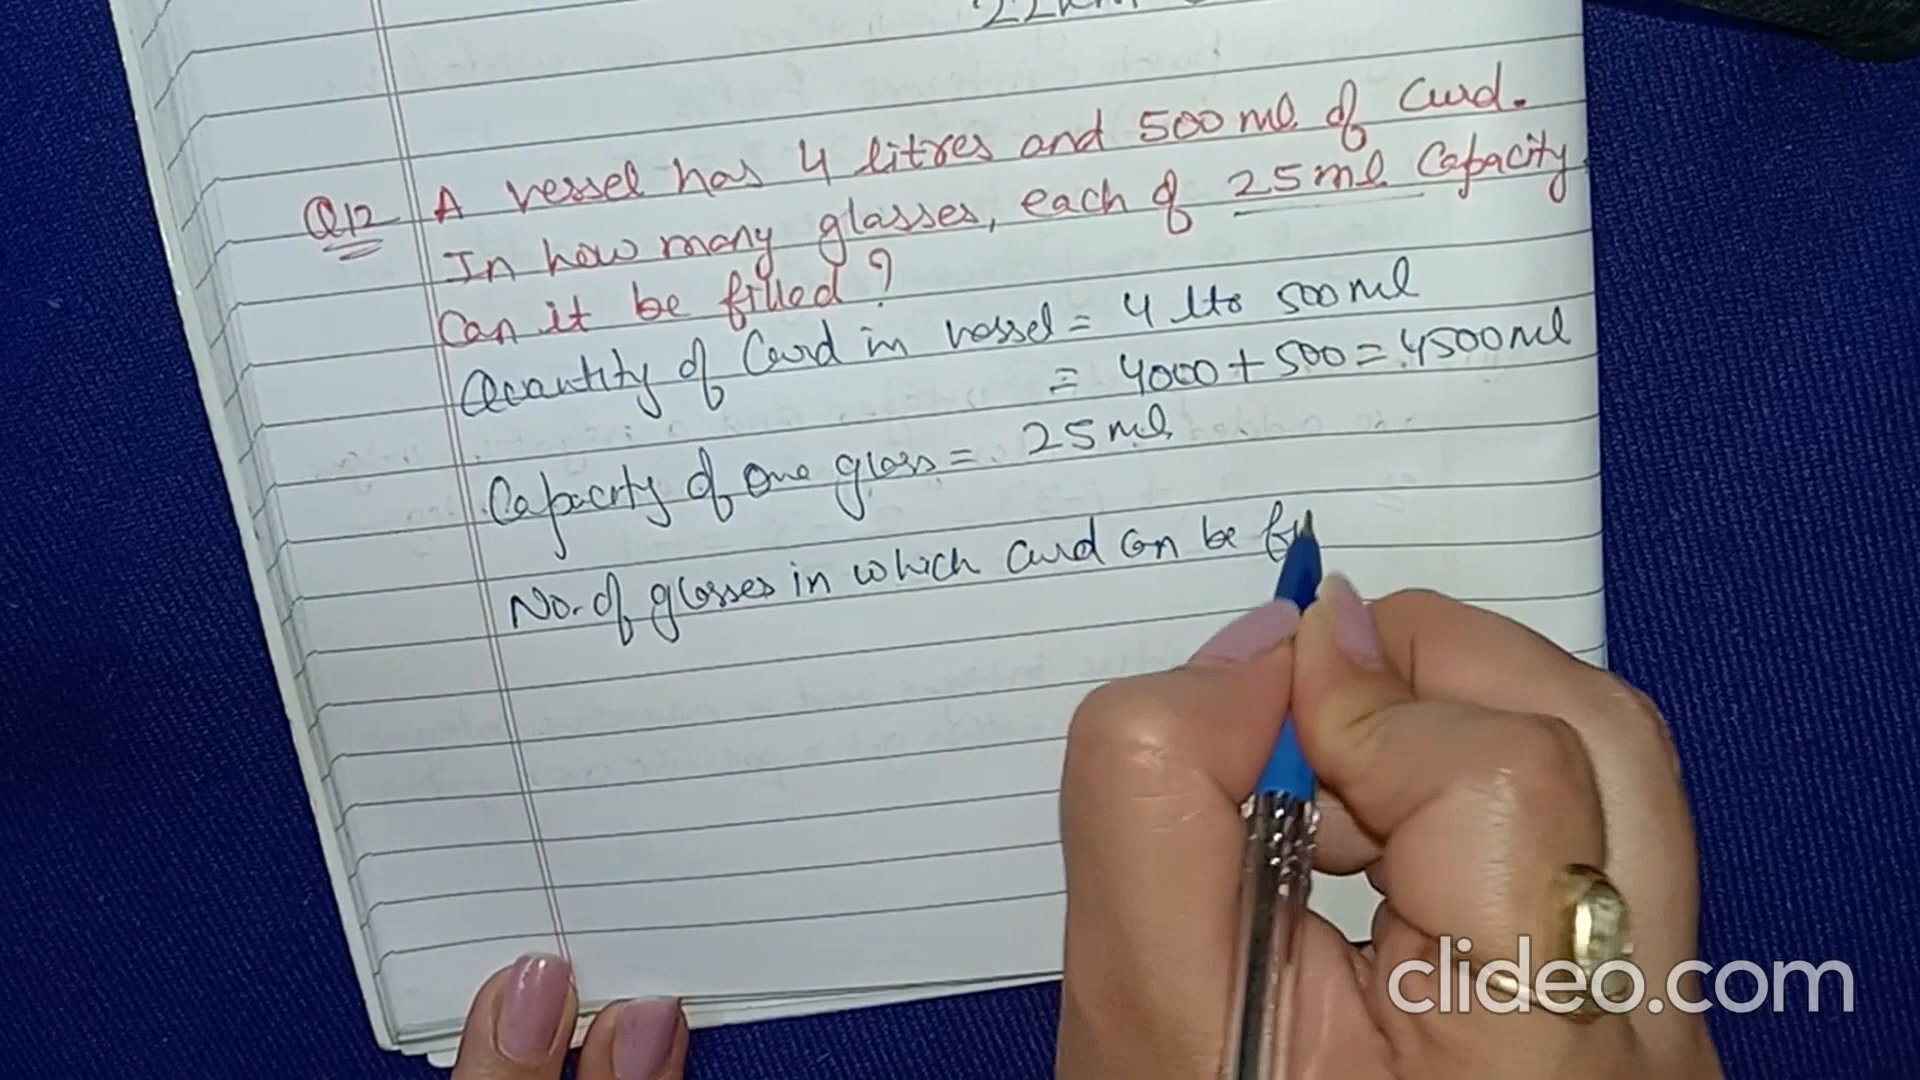 Q12 A vessel has 4 litres and 500 ml of Curd.
In how many glasses, each of 25 ml Capacity
Can it be filled?
Quantity of Curd in vessel = 4 ltr 500 ml
= 4000 + 500 = 4500 ml
Capacity of one glass = 25 ml
No. of glasses in which curd can be
clideo.com